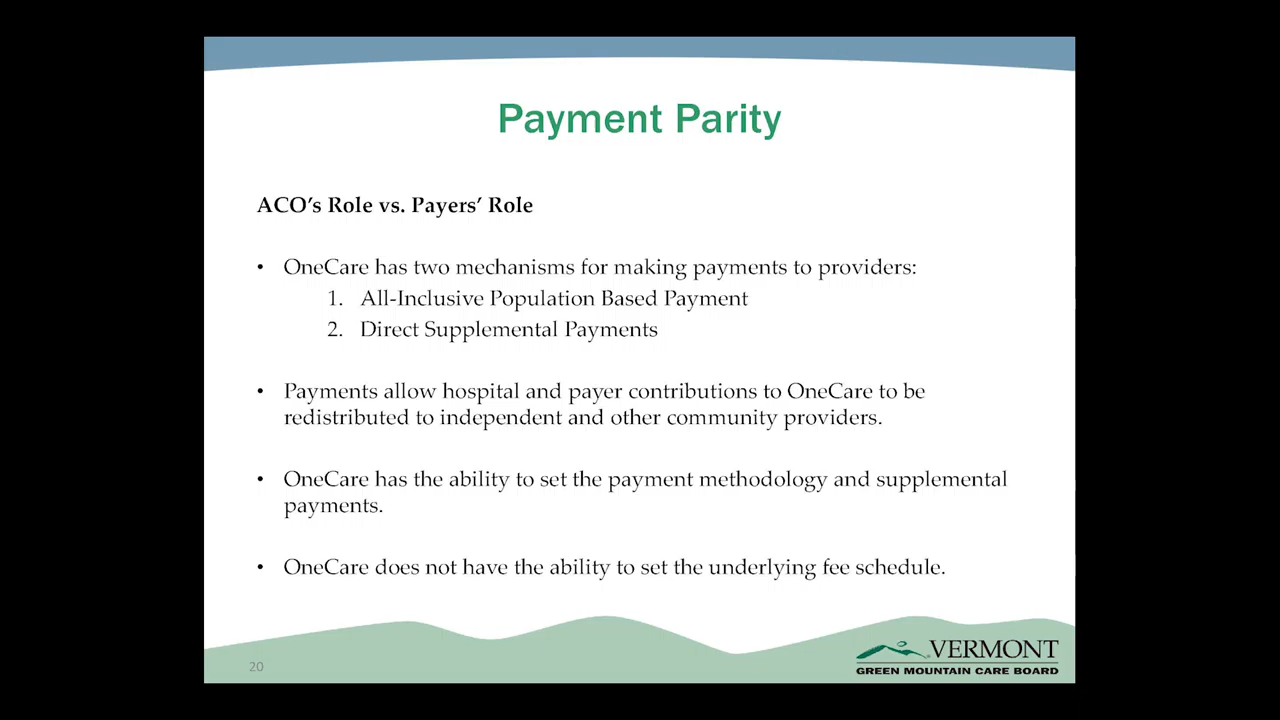 Payment Parity
ACO's Role vs. Payers' Role
• OneCare has two mechanisms for making payments to providers:
1. All-Inclusive Population Based Payment
2. Direct Supplemental Payments
• Payments allow hospital and payer contributions to OneCare to be
redistributed to independent and other community providers.
• OneCare has the ability to set the payment methodology and supplemental
payments.
• OneCare does not have the ability to set the underlying fee schedule.
20
VERMONT
GREEN MOUNTAIN CARE BOARD